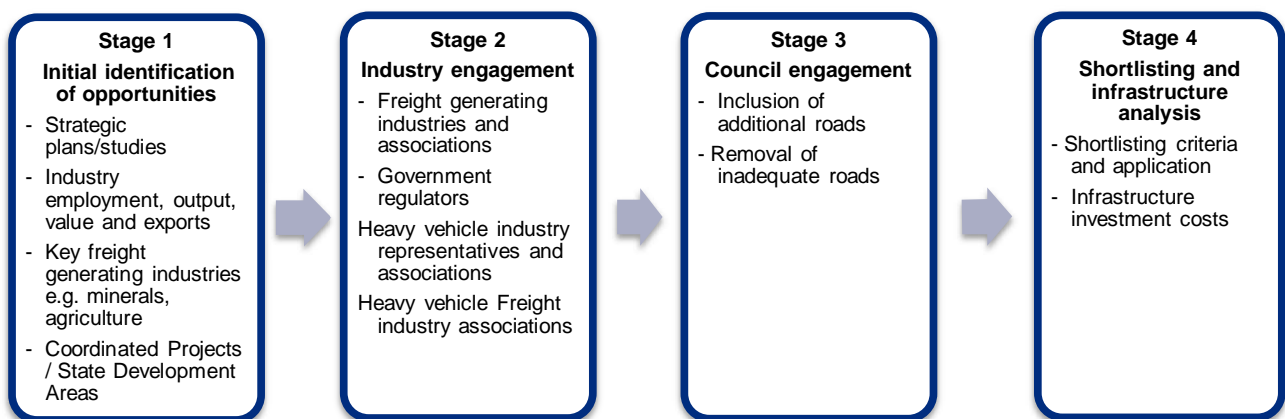 Stage 1
Initial identification
of opportunities
- Strategic
plans/studies
- Industry
employment, output,
value and exports
- Key freight
generating industries
e.g. minerals,
agriculture
- Coordinated Projects
/ State Development
Areas
Stage 2
Industry engagement
- Freight generating
industries and
associations
- Government
regulators
Heavy vehicle industry
representatives and
associations
Heavy vehicle Freight
industry associations
Stage 3
Council engagement
- Inclusion of
additional roads
- Removal of
inadequate roads
Stage 4
Shortlisting and
infrastructure
analysis
- Shortlisting criteria
and application
- Infrastructure
investment costs